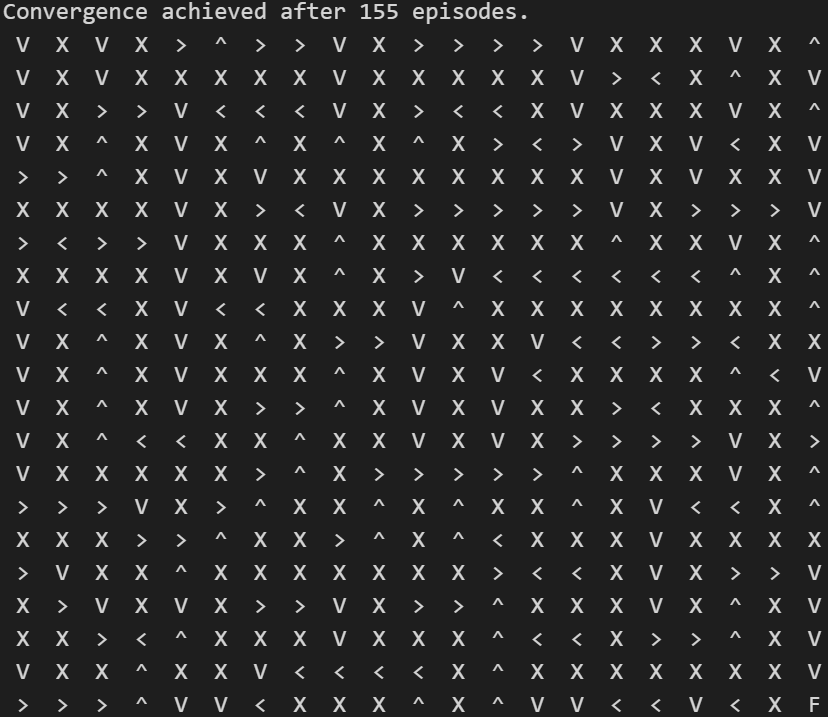 Convergence achieved after 155 episodes.
V X V X > ^ > > V X > > > > V X X X V X ^
V X V X X X X X V X X X X X V > < X ^ X V
V X > > V < < < V X > < < X V X X X V X ^
V X ^ X V X ^ X ^ X ^ X > < > V X V < X V
> > ^ X V X V X X X X X X X X V X V X X V
X X X X V X > < V X > > > > > V X > > > V
> < > > V X X X ^ X X X X X X ^ X X V X ^
X X X X V X V X ^ X > V < < < < < < ^ X ^
V < < X V < < X X X V ^ X X X X X X X X ^
V X ^ X V X ^ X > > V X X V < < > > < X X
V X ^ X V X X X ^ X V X V < X X X X ^ < V
V X ^ X V X > > ^ X V X V X X > < X X X ^
V X ^ < < X X ^ X X V X V X > > > > V X >
V X X X X X > ^ X > > > > > ^ X X X V X ^
> > > V X > ^ X X ^ X ^ X X ^ X V < < X ^
X X X > > ^ X X > ^ X ^ < X X X V X X X X
> V X X ^ X X X X X X X > < < X V X > > V
X > V X V X > > V X > > ^ X X X V X ^ X V
X X > < ^ X X X V X X X ^ < < X > > ^ X V
V X X ^ X X V < < < < X ^ X X X X X X X V
> > > ^ V V < X X X ^ X ^ V V < < V < X F